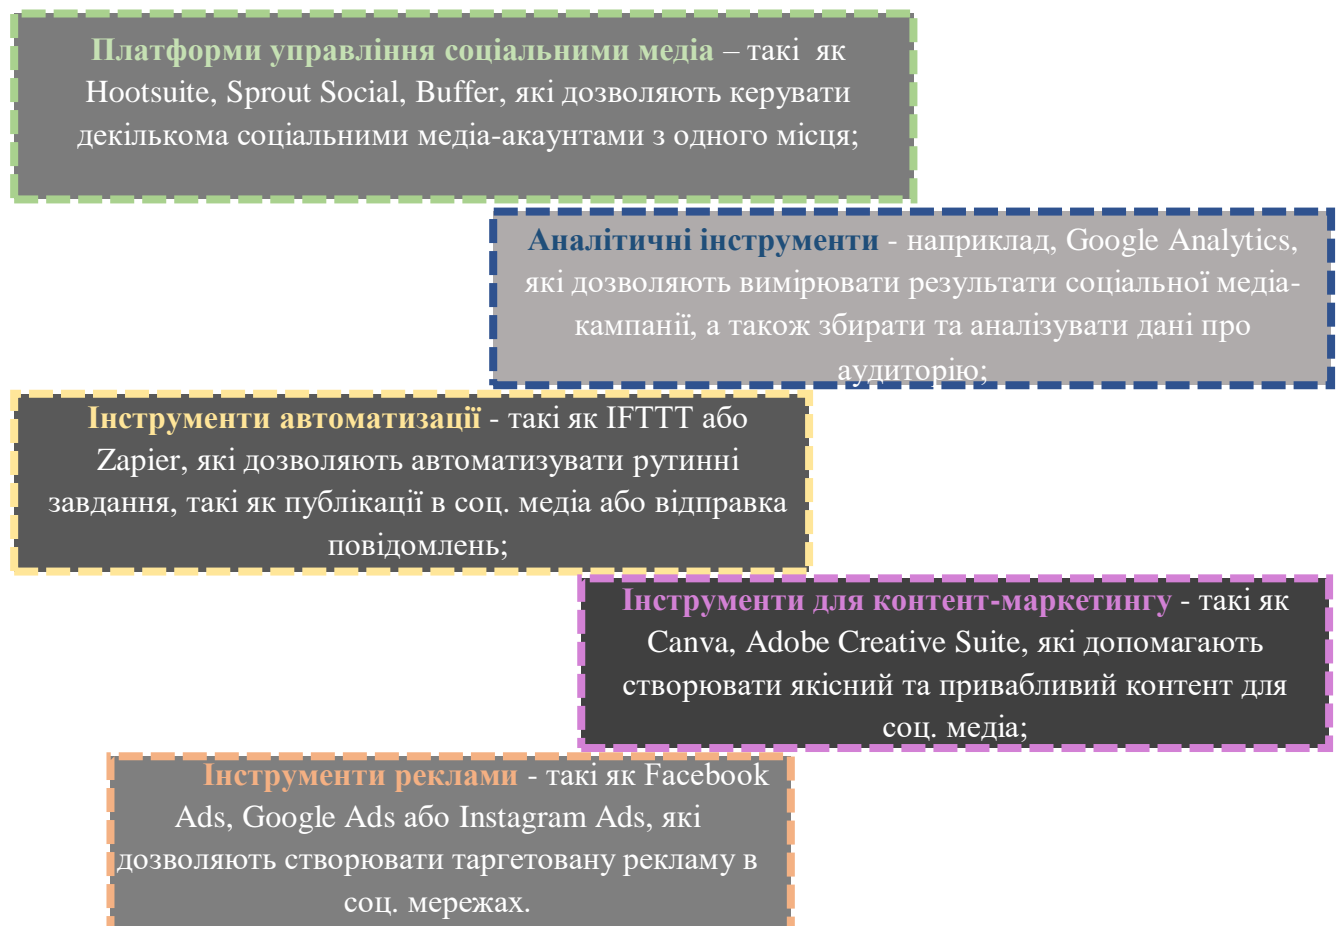 Платформи управління соціальними медіа – такі як
Hootsuite, Sprout Social, Buffer, які дозволяють керувати
декількома соціальними медіа-акаунтами з одного місця;
Аналітичні інструменти - наприклад, Google Analytics,
які дозволяють вимірювати результати соціальної медіа-
кампанії, а також збирати та аналізувати дані про
аудиторію;
Інструменти автоматизації - такі як IFTTT або
Zapier, які дозволяють автоматизувати рутинні
завдання, такі як публікації в соц. медіа або відправка
повідомлень;
Інструменти для контент-маркетингу - такі як
Canva, Adobe Creative Suite, які допомагають
створювати якісний та привабливий контент для
соц. медіа;
Інструменти реклами - такі як Facebook
Ads, Google Ads або Instagram Ads, які
дозволяють створювати таргетовану рекламу в
соц. мережах.